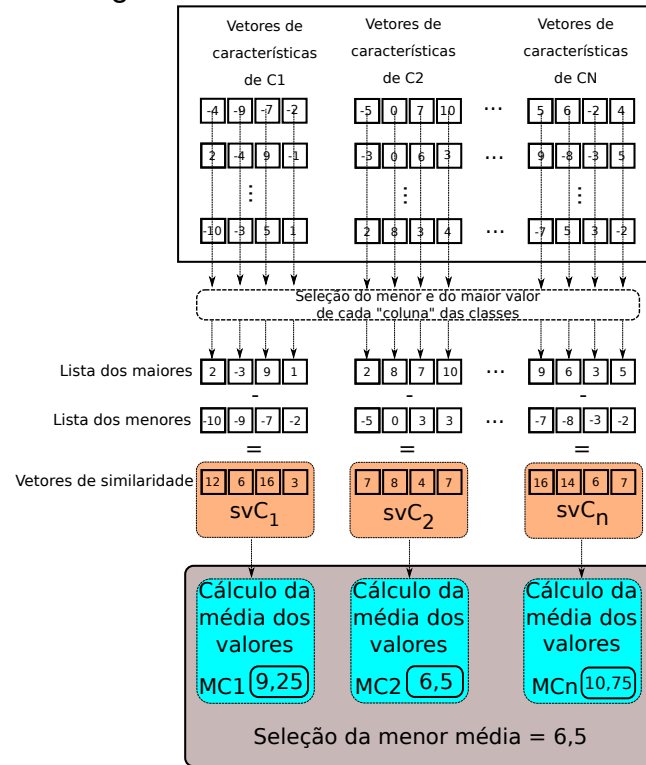 Vetores de
características
de C1
Vetores de
características
de C2
Vetores de
características
de CN
-4 -9 -7 -2 -5 0 7 10 ... 5 6 -2 4
2 -4 9 -1 -3 0 6 3 ... 9 -8 -3 5
... ... ...
-10 -3 5 1 2 8 3 4 ... -7 5 3 -2
Seleção do menor e do maior valor
de cada "coluna" das classes
Lista dos maiores 2 -3 9 1 2 8 7 10 ... 9 6 3 5
- - -
Lista dos menores -10 -9 -7 -2 -5 0 3 3 ... -7 -8 -3 -2
= = =
Vetores de similaridade 12 6 16 3 7 8 4 7 16 14 6 7
svC1 svC2 svCn
Cálculo da
média dos
valores
MC1 9,25
Cálculo da
média dos
valores
MC2 6,5
Cálculo da
média dos
valores
MCn 10,75
Seleção da menor média = 6,5